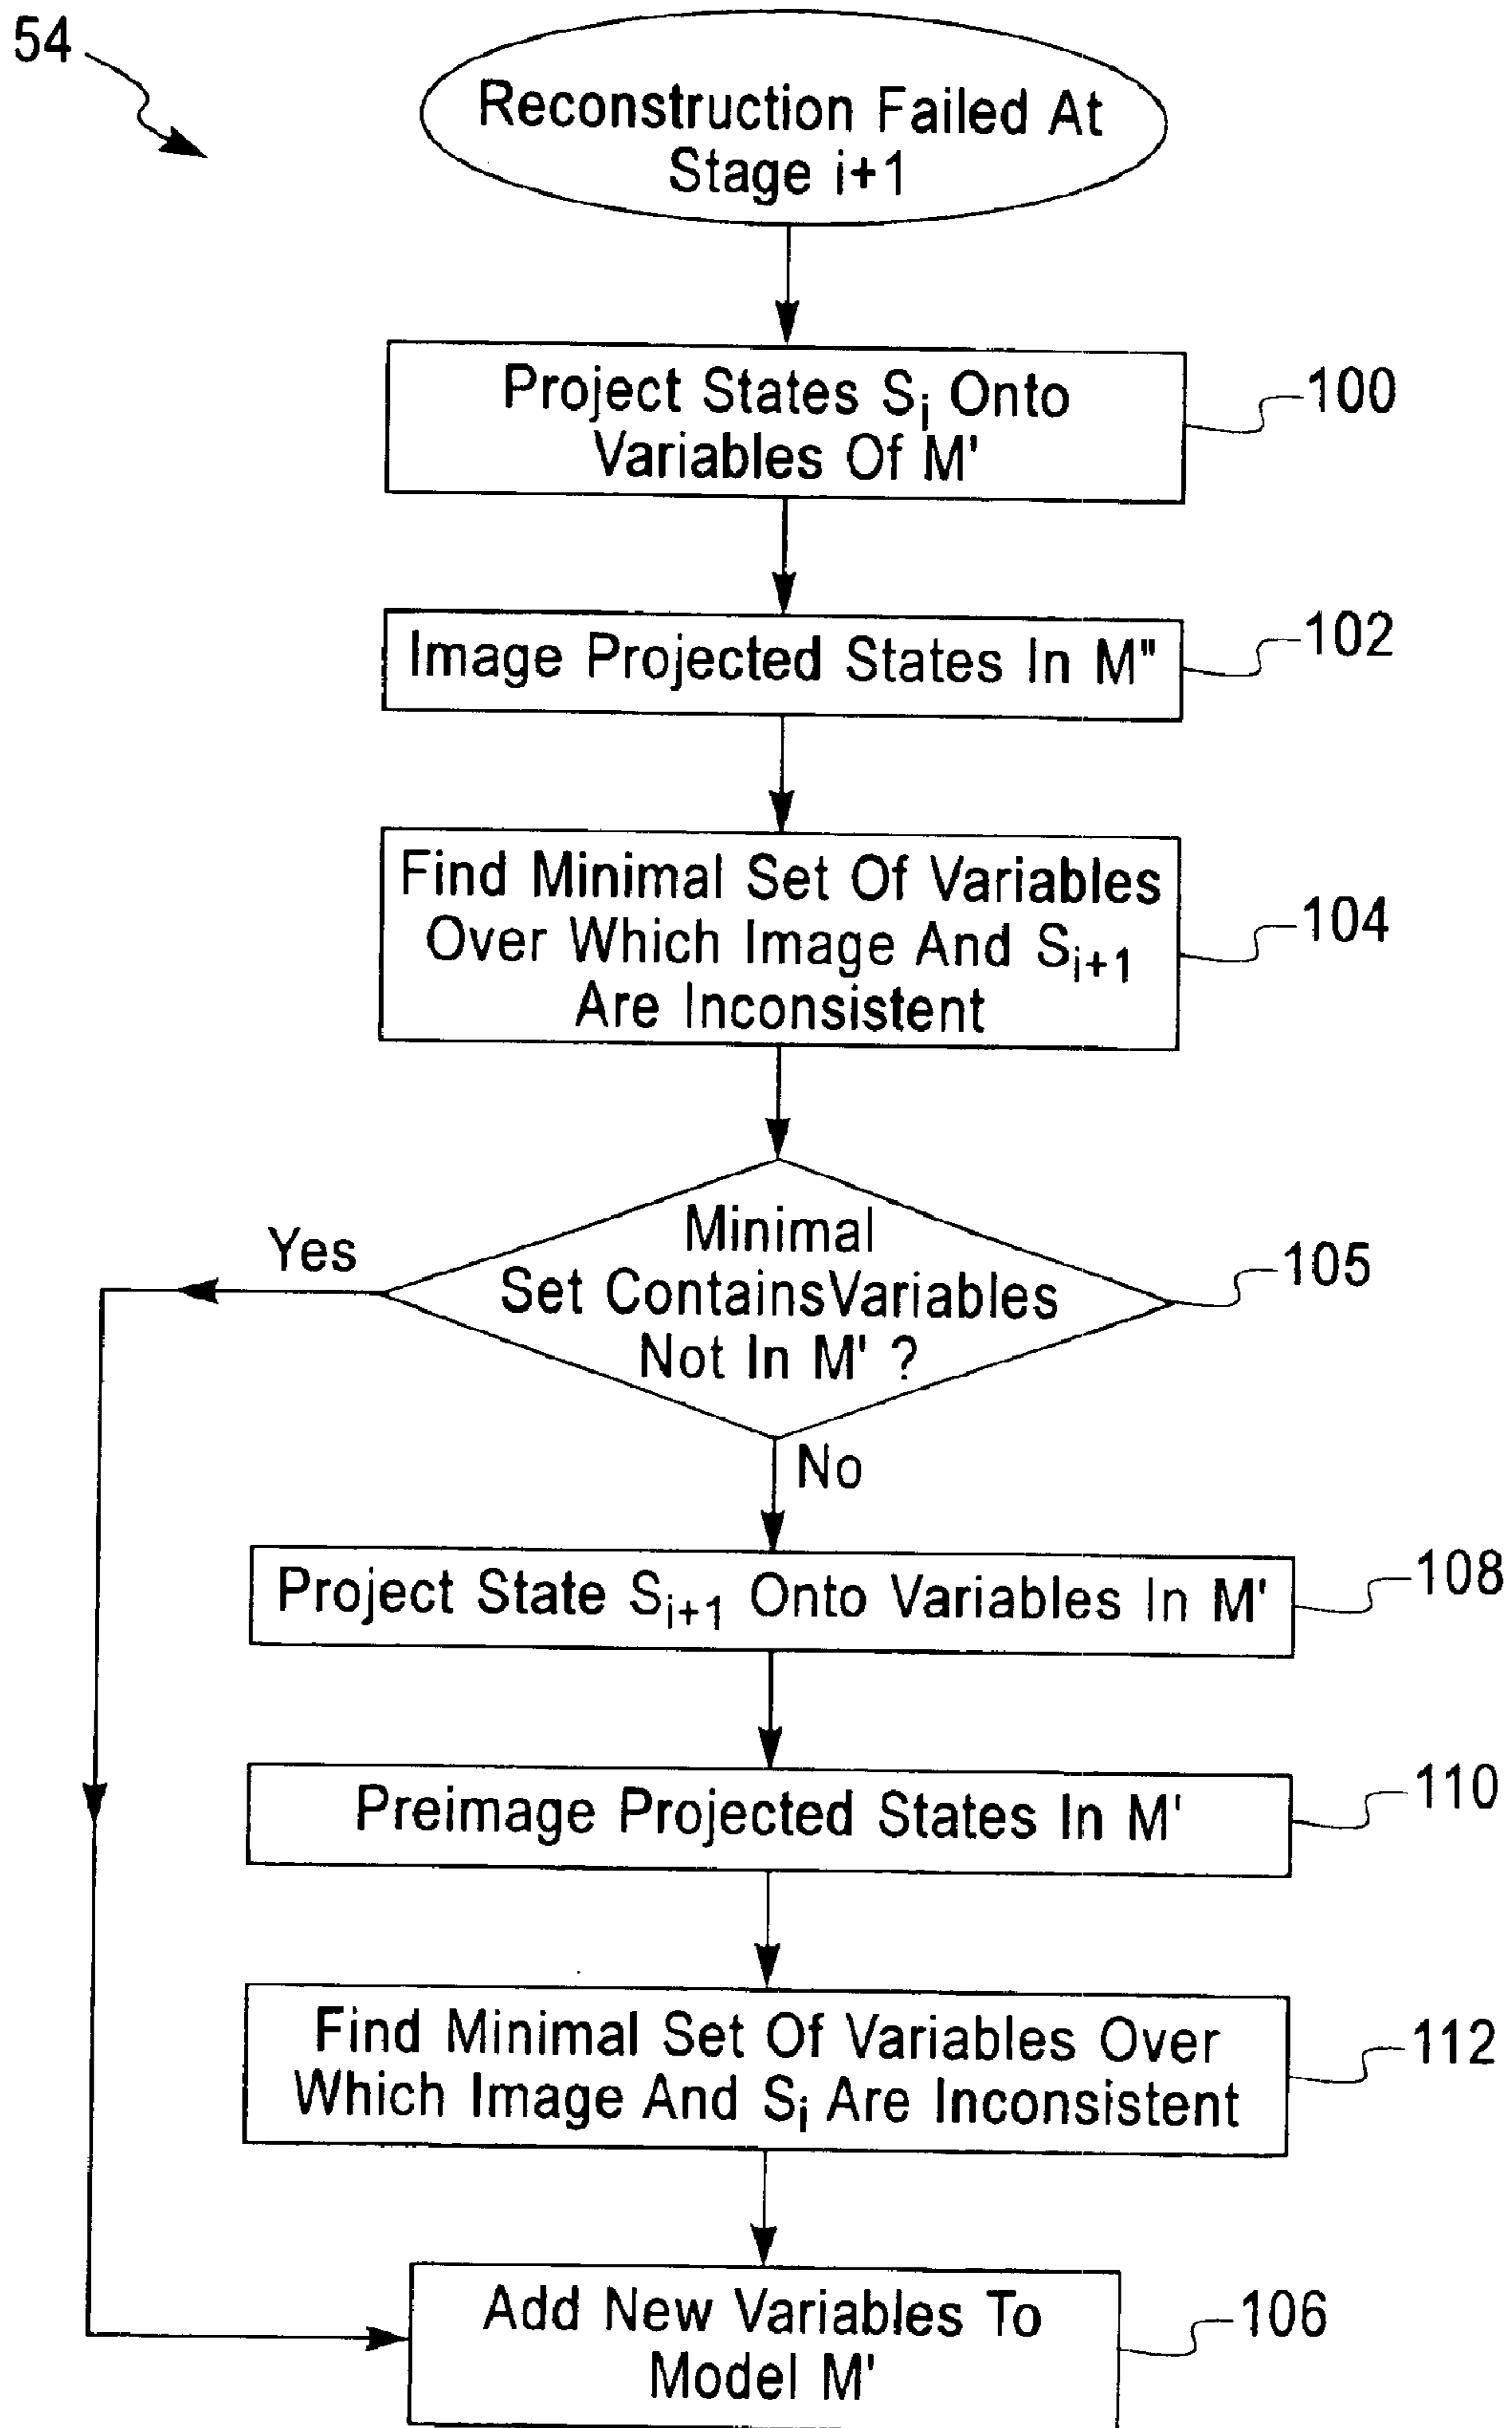 54
Reconstruction Failed At
Stage i+1
Project States Si Onto
Variables Of M'
100
Image Projected States In M"
102
Find Minimal Set Of Variables
Over Which Image And Si+1
Are Inconsistent
104
Minimal
Set ContainsVariables
Not In M' ?
105
Yes
No
Project State Si+1 Onto Variables In M'
108
Preimage Projected States In M'
110
Find Minimal Set Of Variables Over
Which Image And Si Are Inconsistent
112
Add New Variables To
Model M'
106